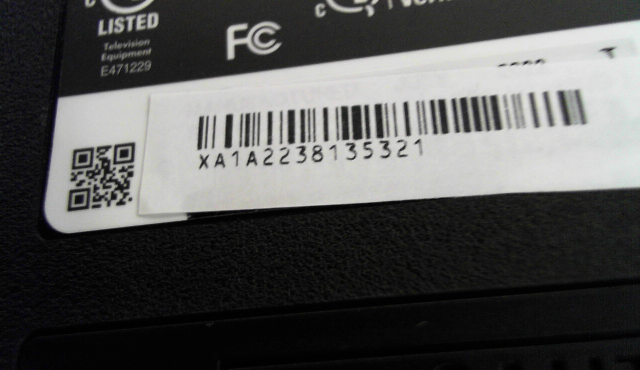 LISTED
Television
Equipment
E471229
FC
XA1A2238135321